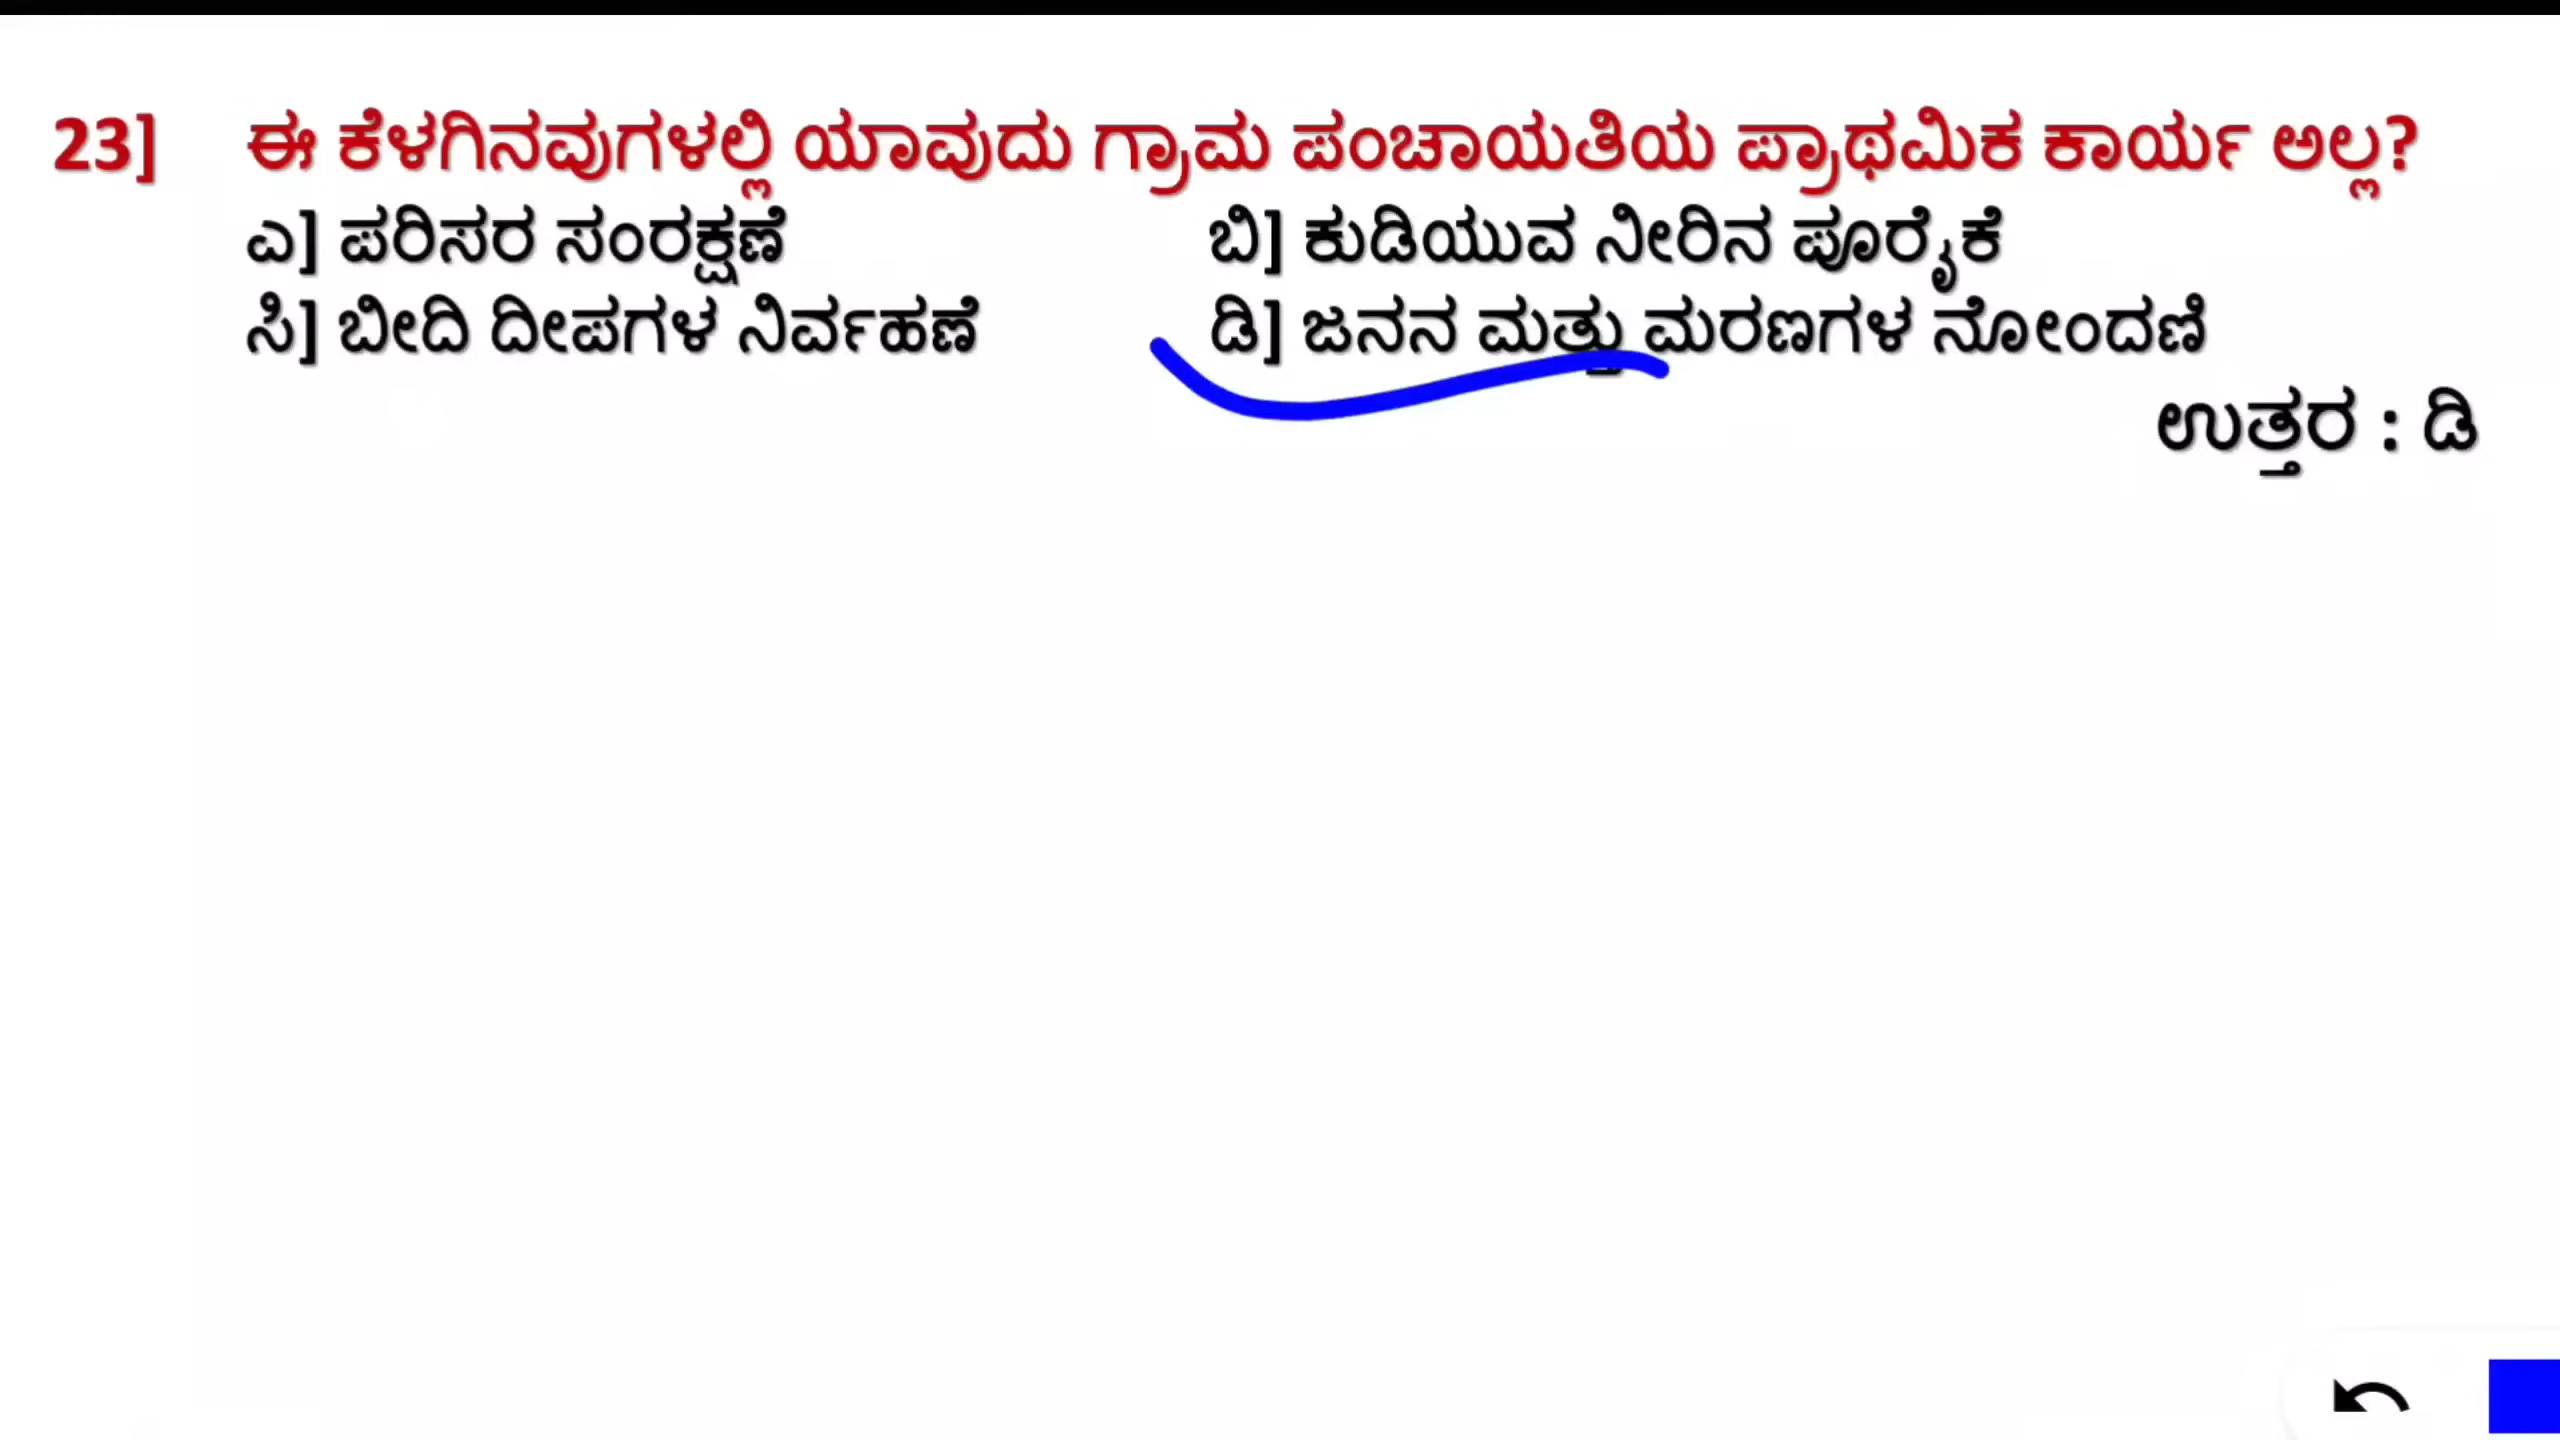 23] ಈ ಕೆಳಗಿನವುಗಳಲ್ಲಿ ಯಾವುದು ಗ್ರಾಮ ಪಂಚಾಯತಿಯ ಪ್ರಾಥಮಿಕ ಕಾರ್ಯ ಅಲ್ಲ?
ಎ] ಪರಿಸರ ಸಂರಕ್ಷಣೆ ಬಿ] ಕುಡಿಯುವ ನೀರಿನ ಪೂರೈಕೆ
ಸಿ] ಬೀದಿ ದೀಪಗಳ ನಿರ್ವಹಣೆ ಡಿ] ಜನನ ಮತ್ತು ಮರಣಗಳ ನೋಂದಣಿ
ಉತ್ತರ : ಡಿ